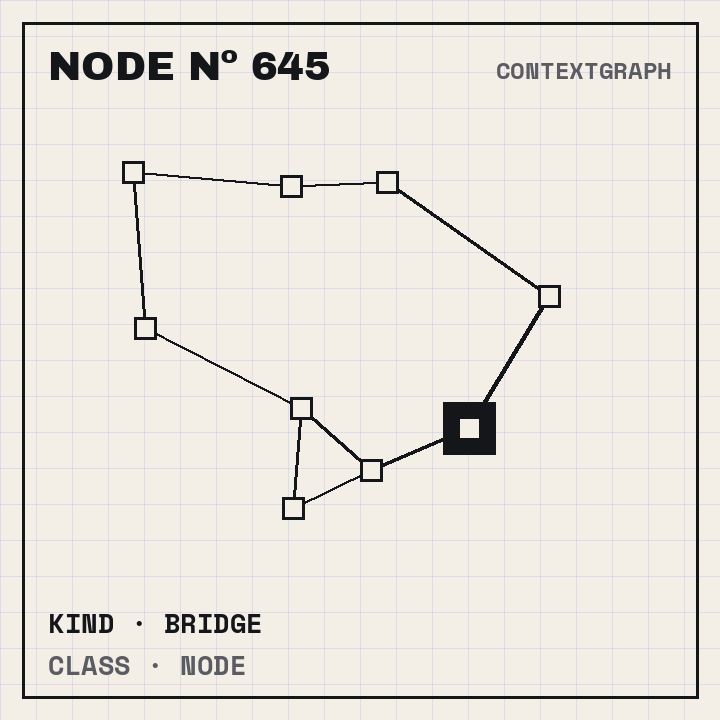 NODE Nº 645
CONTEXTGRAPH
KIND · BRIDGE
CLASS · NODE